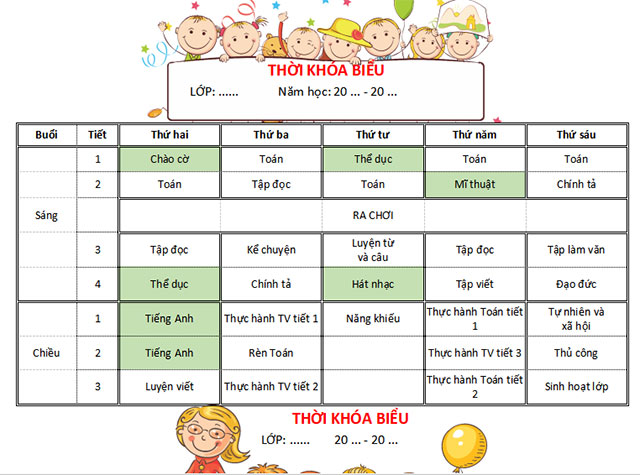 THỜI KHÓA BIỂU
LỚP: ...... Năm học: 20 ... - 20 ...
Buổi Tiết Thứ hai Thứ ba Thứ tư Thứ năm Thứ sáu
Sáng
1 Chào cờ Toán Thể dục Toán Toán
2 Toán Tập đọc Toán Mĩ thuật Chính tả
RA CHƠI
3 Tập đọc Kể chuyện Luyện từ và câu Tập đọc Tập làm văn
4 Thể dục Chính tả Hát nhạc Tập viết Đạo đức
Chiều
1 Tiếng Anh Thực hành TV tiết 1 Năng khiếu Thực hành Toán tiết 1 Tự nhiên và xã hội
2 Tiếng Anh Rèn Toán Thực hành TV tiết 3 Thủ công
3 Luyện viết Thực hành TV tiết 2 Thực hành Toán tiết 2 Sinh hoạt lớp
THỜI KHÓA BIỂU
LỚP: ...... 20 ... - 20 ...